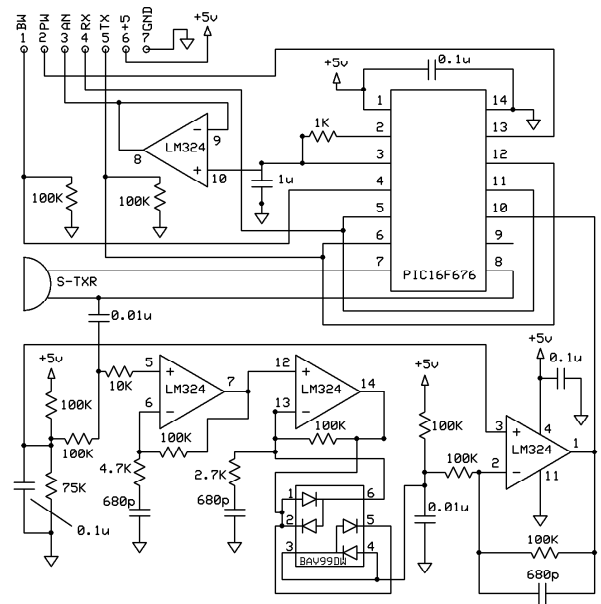 BW PW AN RX TX +5 GND
1 2 3 4 5 6 7
+5v
+5v
0.1u
1 14
1K
2 13
LM324
9
8
10
3 12
1u
4 11
100K
100K
5 10
6 9
7 8
PIC16F676
S-TXR
0.01u
+5v
+5v
+5v
0.1u
5
7
12
14
10K
LM324
LM324
6
13
100K
100K
100K
100K
100K
3
4
1
LM324
2
11
100K
4.7K
2.7K
75K
680p
680p
0.1u
0.01u
1 6
2 5
3 4
BAV99DW
100K
680p